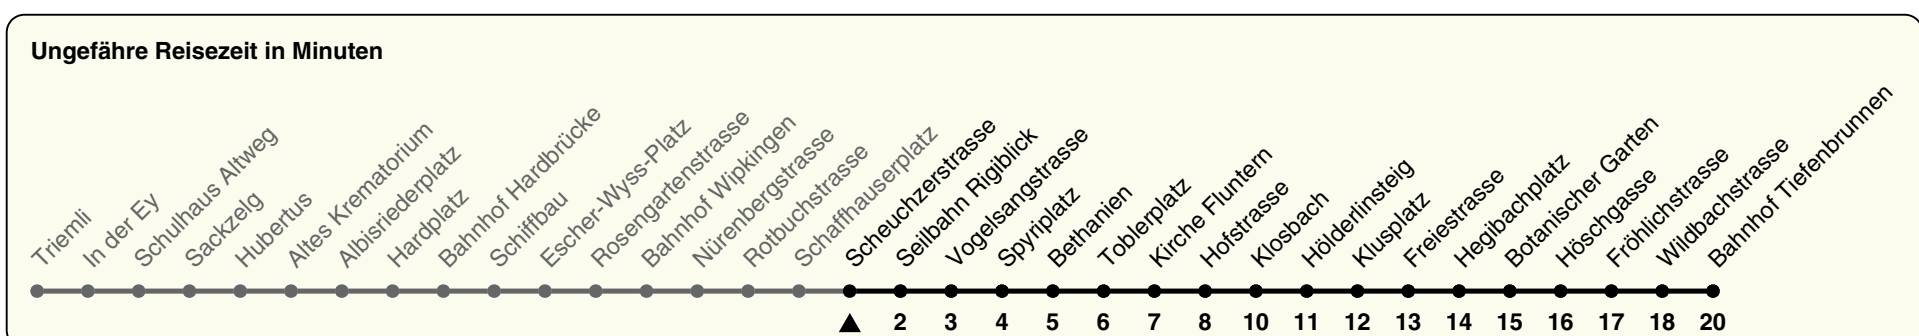 Ungefähre Reisezeit in Minuten
Triemli
In der Ey
Schulhaus Altweg
Sackzelg
Hubertus
Altes Krematorium
Albisriederplatz
Hardplatz
Bahnhof Hardbrücke
Schiffbau
Escher-Wyss-Platz
Rosengartenstrasse
Bahnhof Wipkingen
Nürenbergstrasse
Rotbuchstrasse
Schaffhauserplatz
Scheuchzerstrasse
Seilbahn Rigiblick
Vogelsangstrasse
Spyriplatz
Bethanien
Toblerplatz
Kirche Fluntern
Hofstrasse
Klosbach
Hölderlinsteig
Klusplatz
Freiestrasse
Hegibachplatz
Botanischer Garten
Höschgasse
Fröhlichstrasse
Wildbachstrasse
Bahnhof Tiefenbrunnen
2 3 4 5 6 7 8 10 11 12 13 14 15 16 17 18 20